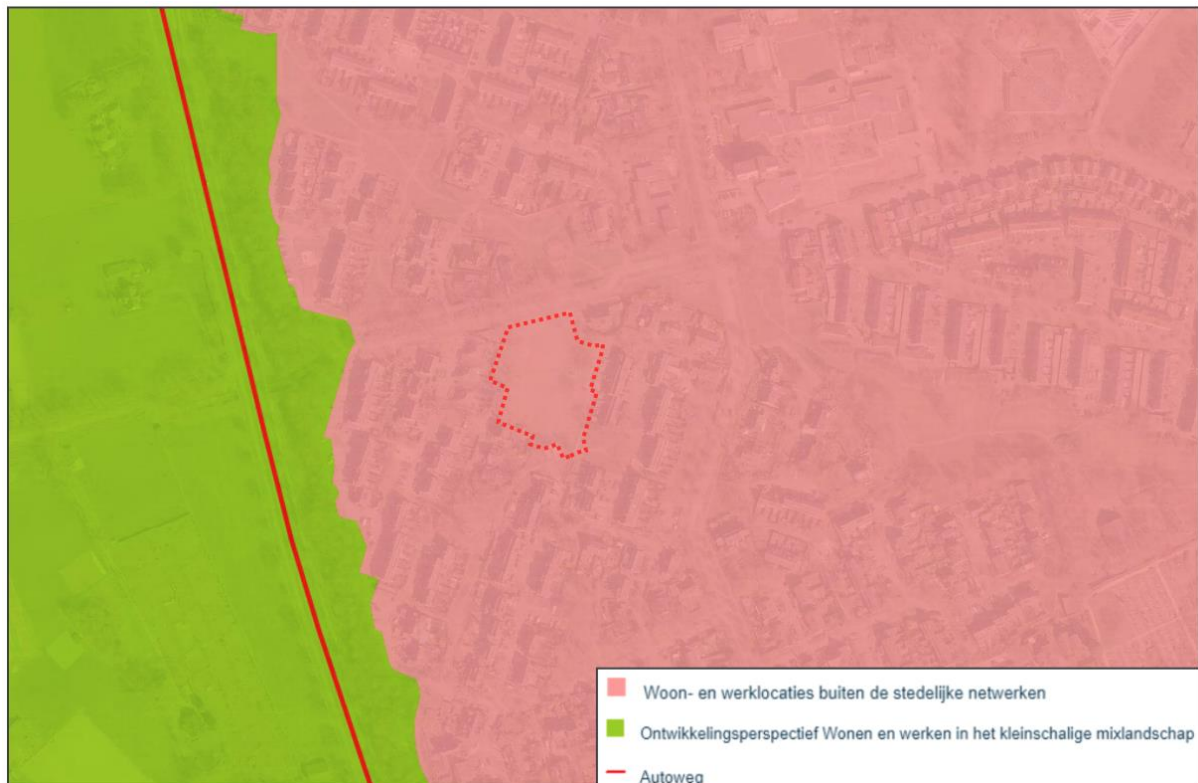 Woon- en werklocaties buiten de stedelijke netwerken
Ontwikkelingsperspectief Wonen en werken in het kleinschalige mixlandschap
Autoweg